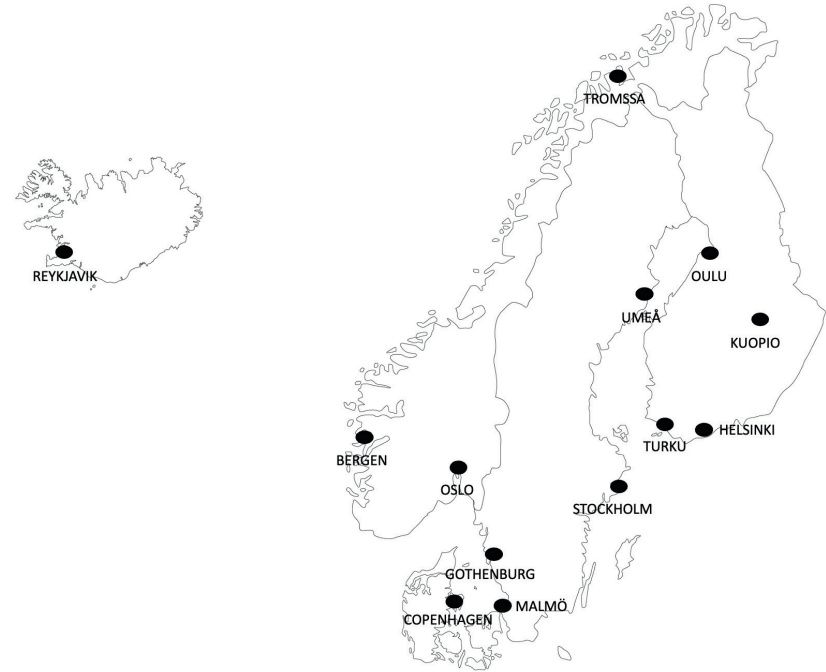 TROMSSA
REYKJAVIK
OULU
UMEÅ
KUOPIO
TURKU
HELSINKI
BERGEN
OSLO
STOCKHOLM
GOTHENBURG
COPENHAGEN
MALMÖ